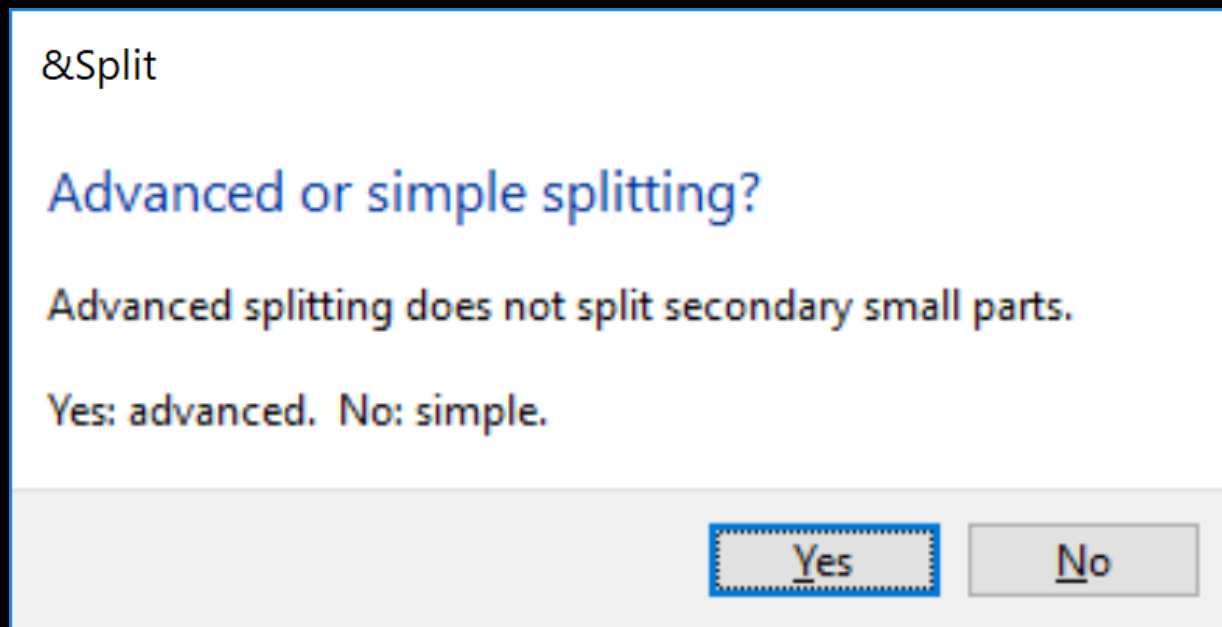 &Split
Advanced or simple splitting?
Advanced splitting does not split secondary small parts.
Yes: advanced.  No: simple.
Yes
No